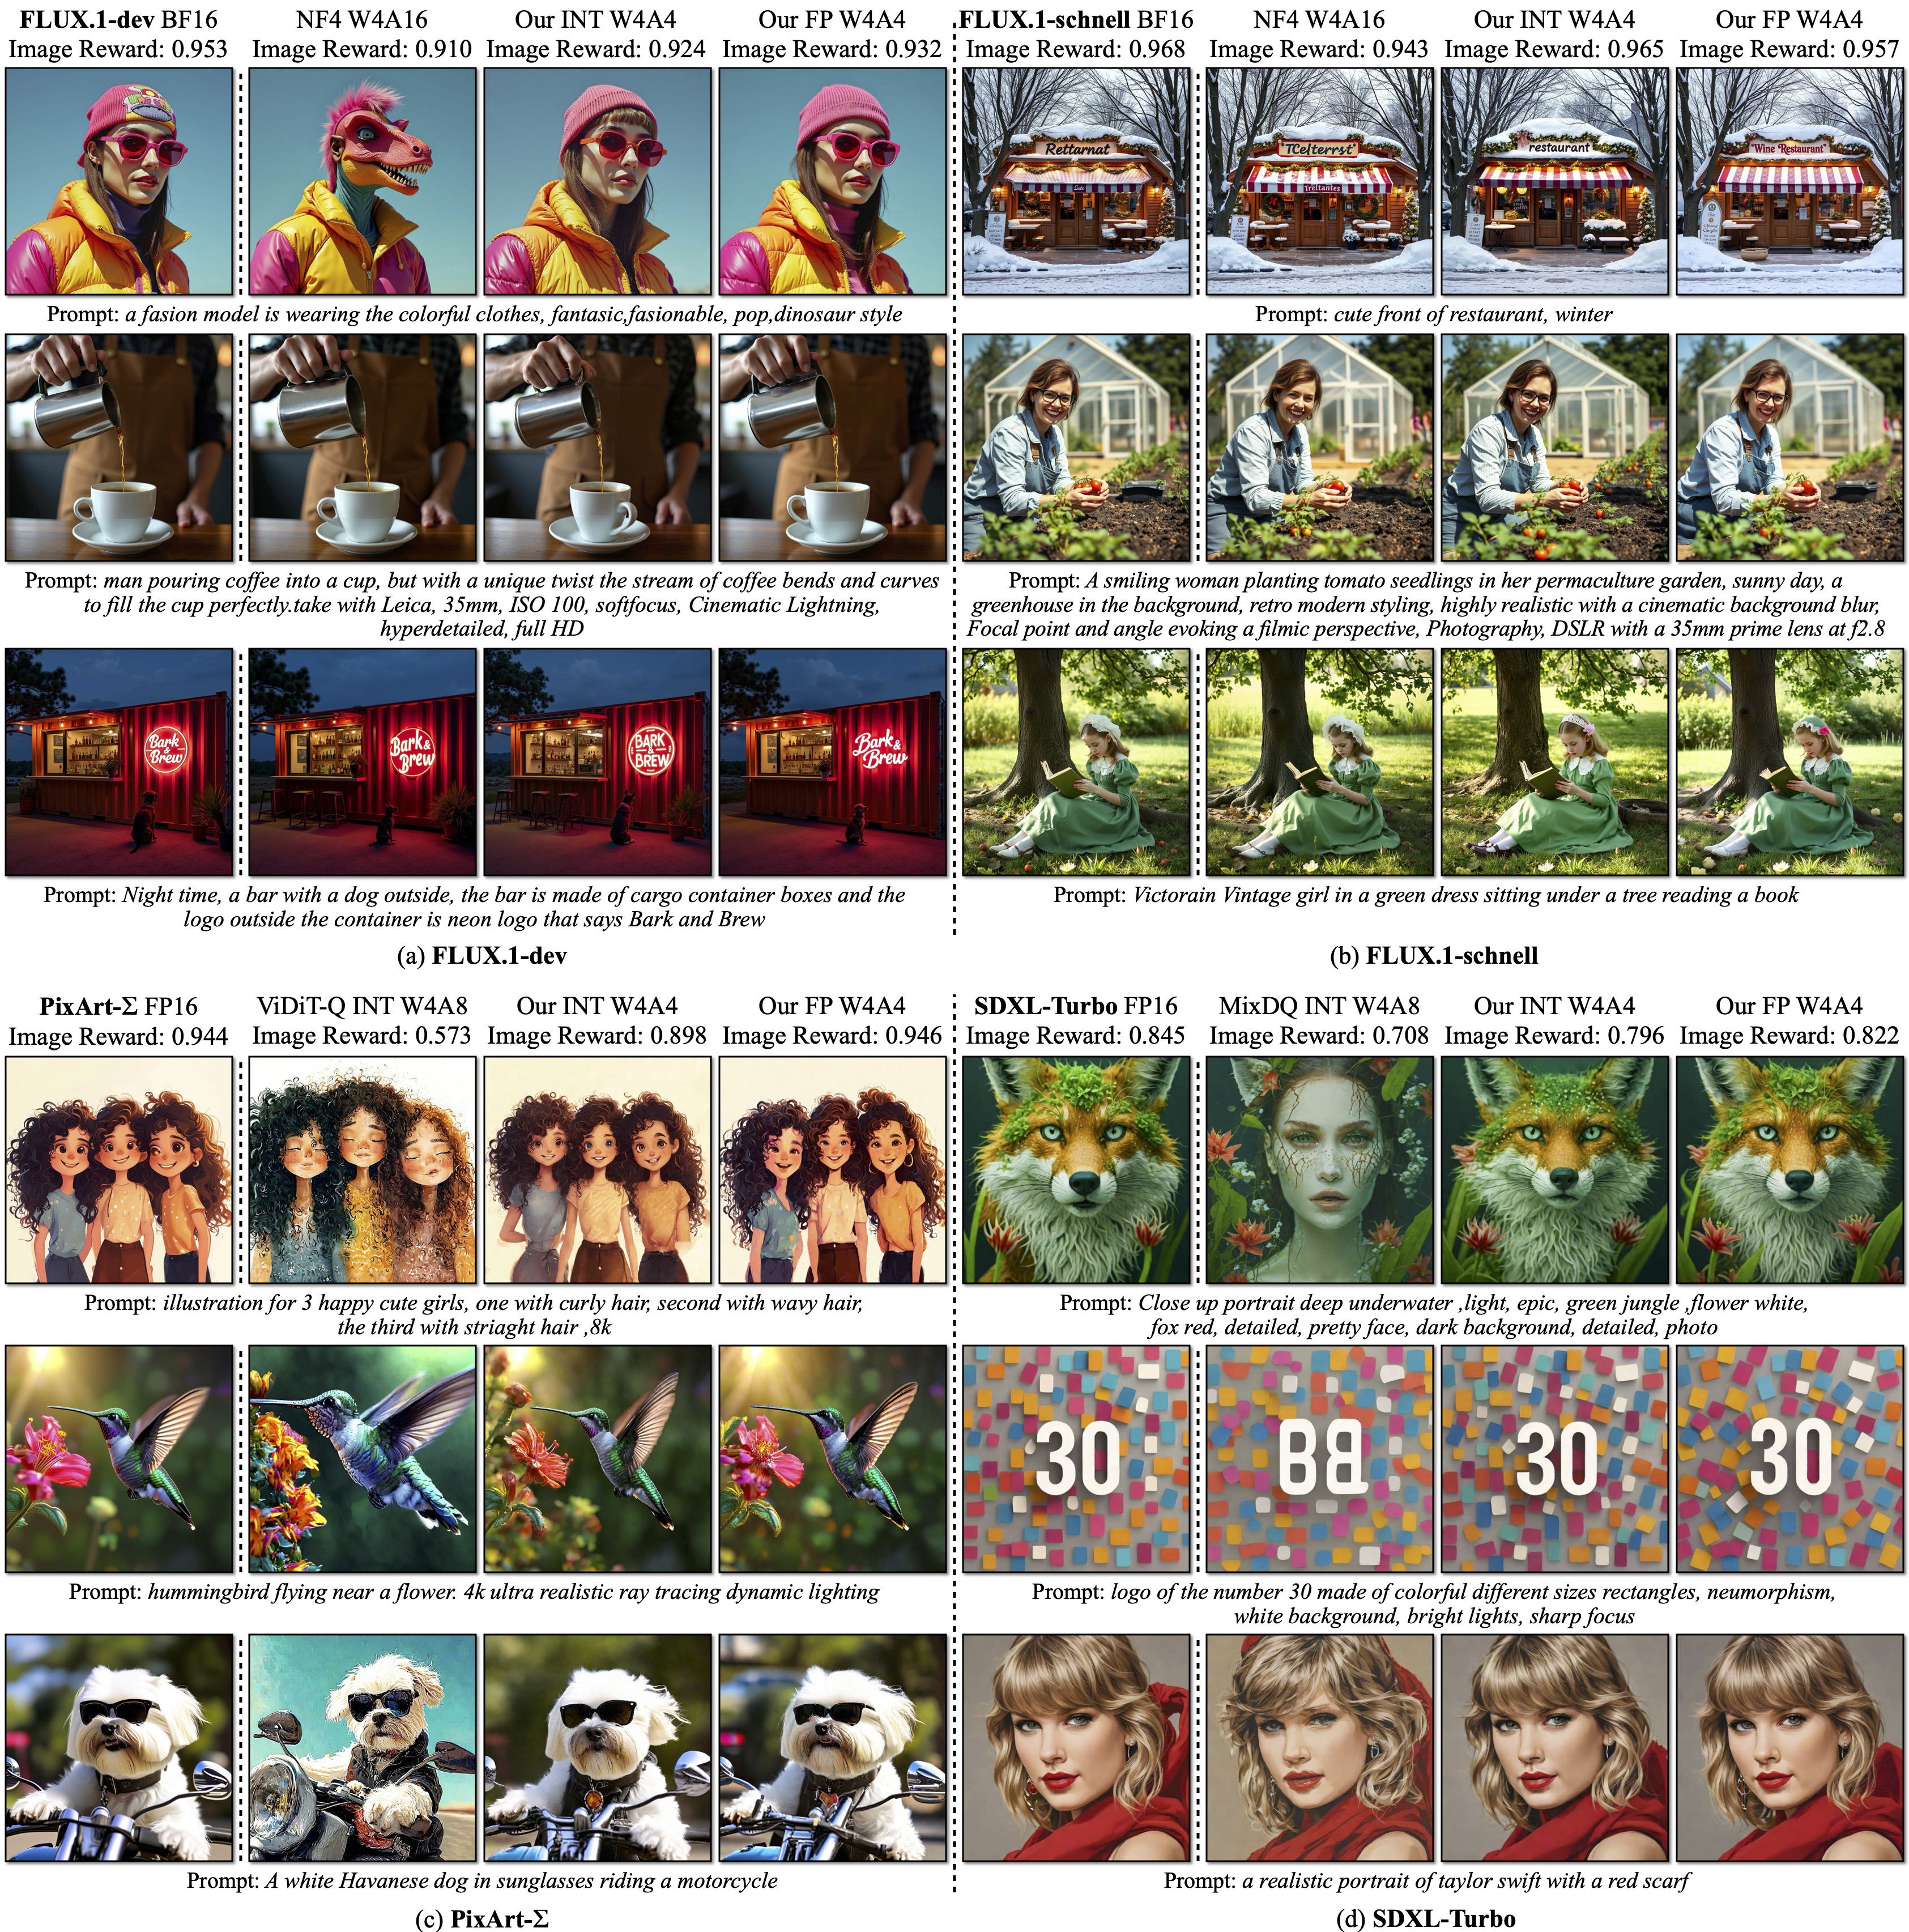 FLUX.1-dev BF16
Image Reward: 0.953
NF4 W4A16
Image Reward: 0.910
Our INT W4A4
Image Reward: 0.924
Our FP W4A4
Image Reward: 0.932
Prompt: a fasion model is wearing the colorful clothes, fantasic,fasionable, pop,dinosaur style
Prompt: man pouring coffee into a cup, but with a unique twist the stream of coffee bends and curves
to fill the cup perfectly.take with Leica, 35mm, ISO 100, softfocus, Cinematic Lightning,
hyperdetailed, full HD
Bark
&
Brew
Bark &
Brew
BARK
&
BREW
Bark &
Brew
Prompt: Night time, a bar with a dog outside, the bar is made of cargo container boxes and the
logo outside the container is neon logo that says Bark and Brew
(a) FLUX.1-dev
FLUX.1-schnell BF16
Image Reward: 0.968
NF4 W4A16
Image Reward: 0.943
Our INT W4A4
Image Reward: 0.965
Our FP W4A4
Image Reward: 0.957
Rettarnat
Treltantes
restaurant
"Wine Restaurant"
Prompt: cute front of restaurant, winter
Prompt: A smiling woman planting tomato seedlings in her permaculture garden, sunny day, a
greenhouse in the background, retro modern styling, highly realistic with a cinematic background blur,
Focal point and angle evoking a filmic perspective, Photography, DSLR with a 35mm prime lens at f2.8
Prompt: Victorain Vintage girl in a green dress sitting under a tree reading a book
(b) FLUX.1-schnell
PixArt-Σ FP16
Image Reward: 0.944
ViDiT-Q INT W4A8
Image Reward: 0.573
Our INT W4A4
Image Reward: 0.898
Our FP W4A4
Image Reward: 0.946
Prompt: illustration for 3 happy cute girls, one with curly hair, second with wavy hair,
the third with striaght hair ,8k
Prompt: hummingbird flying near a flower. 4k ultra realistic ray tracing dynamic lighting
Prompt: A white Havanese dog in sunglasses riding a motorcycle
(c) PixArt-Σ
SDXL-Turbo FP16
Image Reward: 0.845
MixDQ INT W4A8
Image Reward: 0.708
Our INT W4A4
Image Reward: 0.796
Our FP W4A4
Image Reward: 0.822
Prompt: Close up portrait deep underwater ,light, epic, green jungle ,flower white,
fox red, detailed, pretty face, dark background, detailed, photo
30
30
30
Prompt: logo of the number 30 made of colorful different sizes rectangles, neumorphism,
white background, bright lights, sharp focus
Prompt: a realistic portrait of taylor swift with a red scarf
(d) SDXL-Turbo